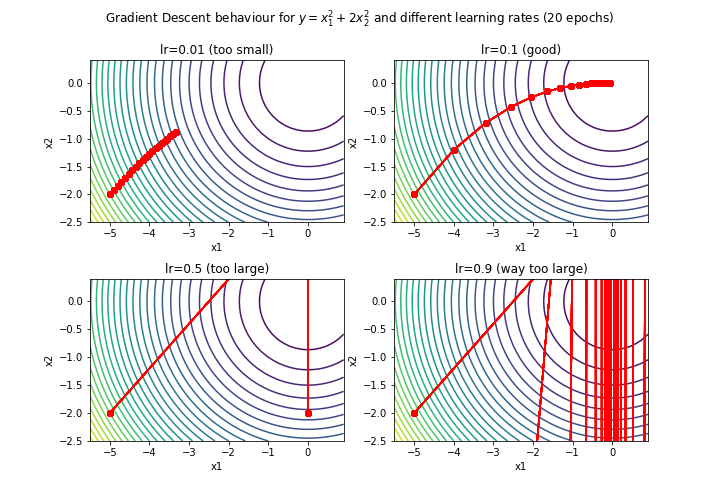 Gradient Descent behaviour for $y = x_1^2 + 2x_2^2$ and different learning rates (20 epochs)
lr=0.01 (too small)
x2
0.0
−0.5
−1.0
−1.5
−2.0
−2.5
−5 −4 −3 −2 −1 0
x1
lr=0.1 (good)
x2
0.0
−0.5
−1.0
−1.5
−2.0
−2.5
−5 −4 −3 −2 −1 0
x1
lr=0.5 (too large)
x2
0.0
−0.5
−1.0
−1.5
−2.0
−2.5
−5 −4 −3 −2 −1 0
x1
lr=0.9 (way too large)
x2
0.0
−0.5
−1.0
−1.5
−2.0
−2.5
−5 −4 −3 −2 −1 0
x1